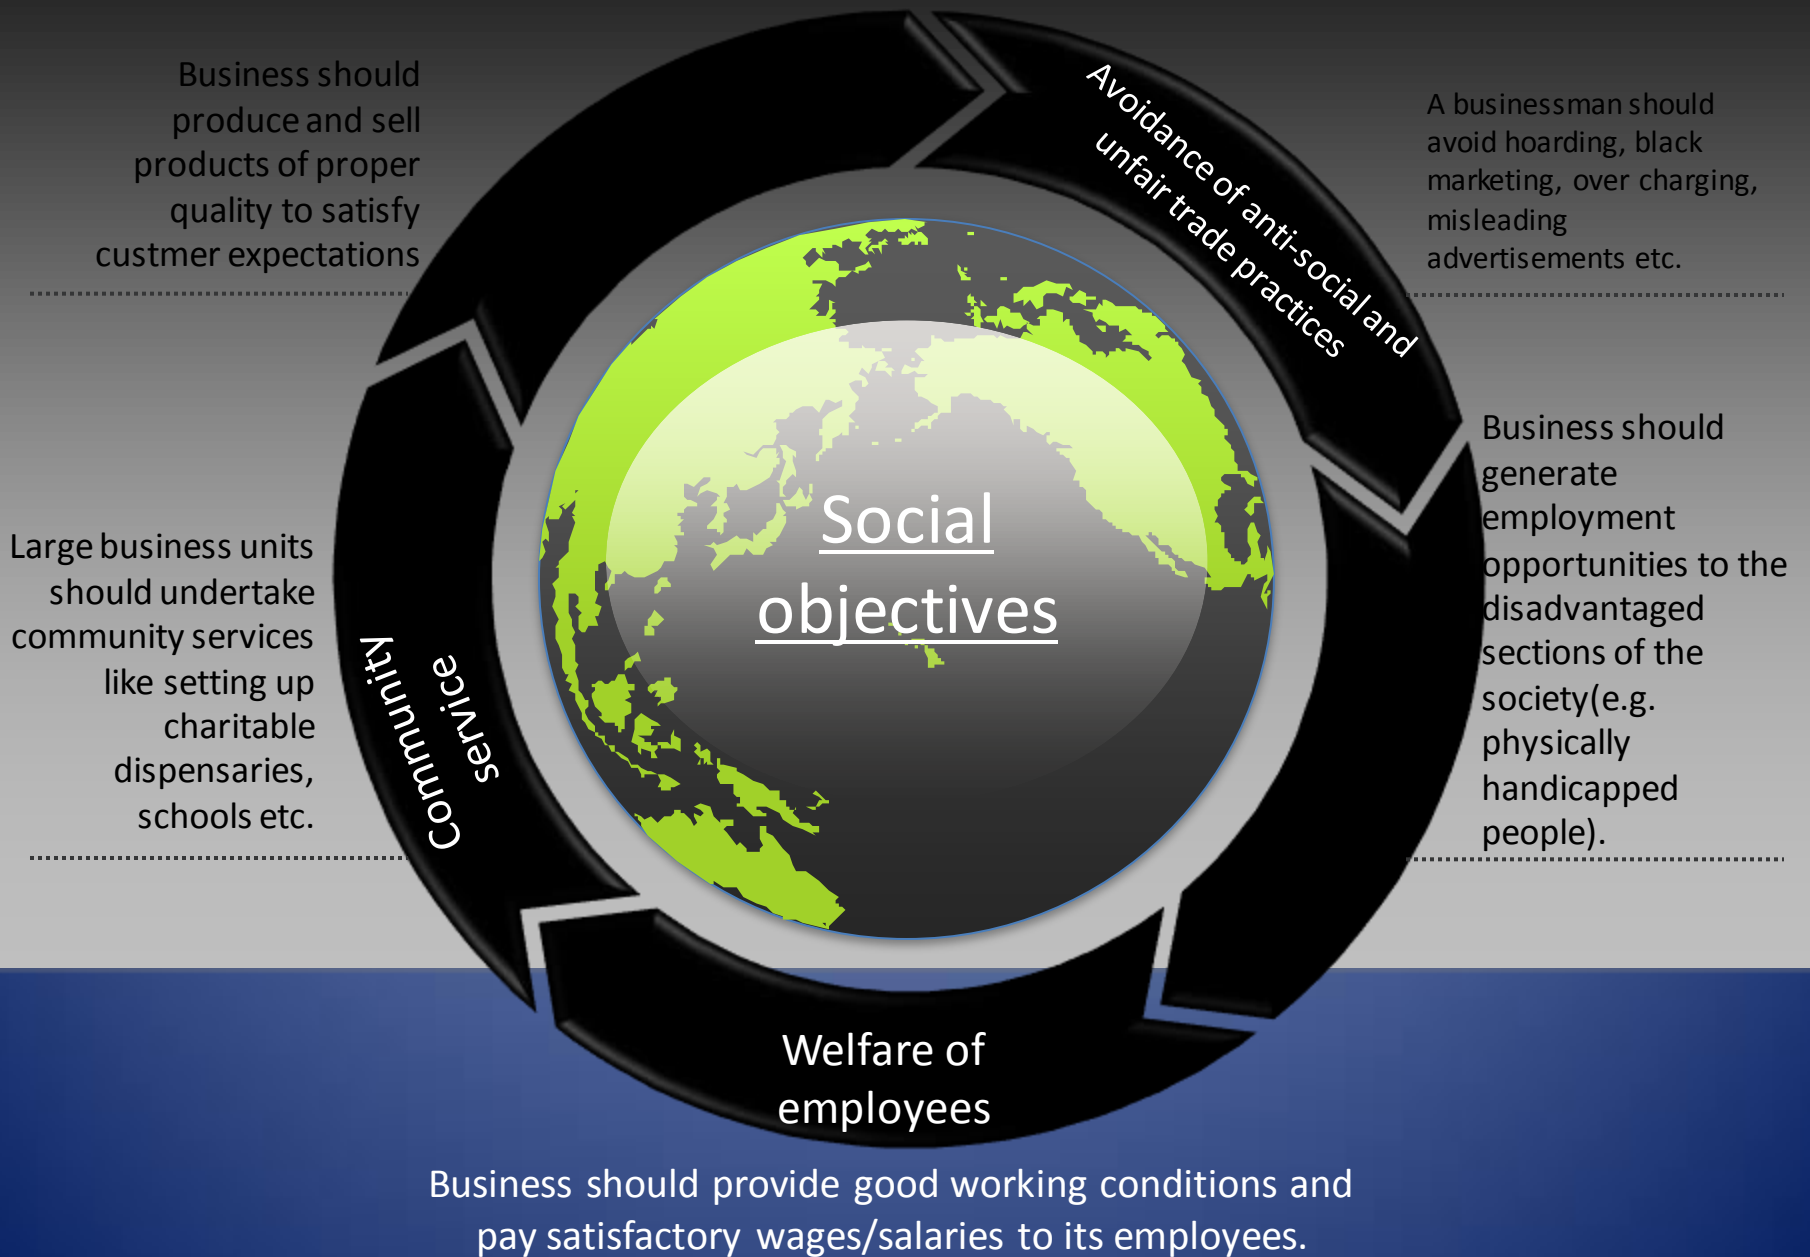 Business should
produce and sell
products of proper
quality to satisfy
custmer expectations
Avoidance of anti-social and
unfair trade practices
A businessman should
avoid hoarding, black
marketing, over charging,
misleading
advertisements etc.
Social
objectives
Business should
generate
employment
opportunities to the
disadvantaged
sections of the
society(e.g.
physically
handicapped
people).
Large business units
should undertake
community services
like setting up
charitable
dispensaries,
schools etc.
Community
service
Welfare of
employees
Business should provide good working conditions and
pay satisfactory wages/salaries to its employees.